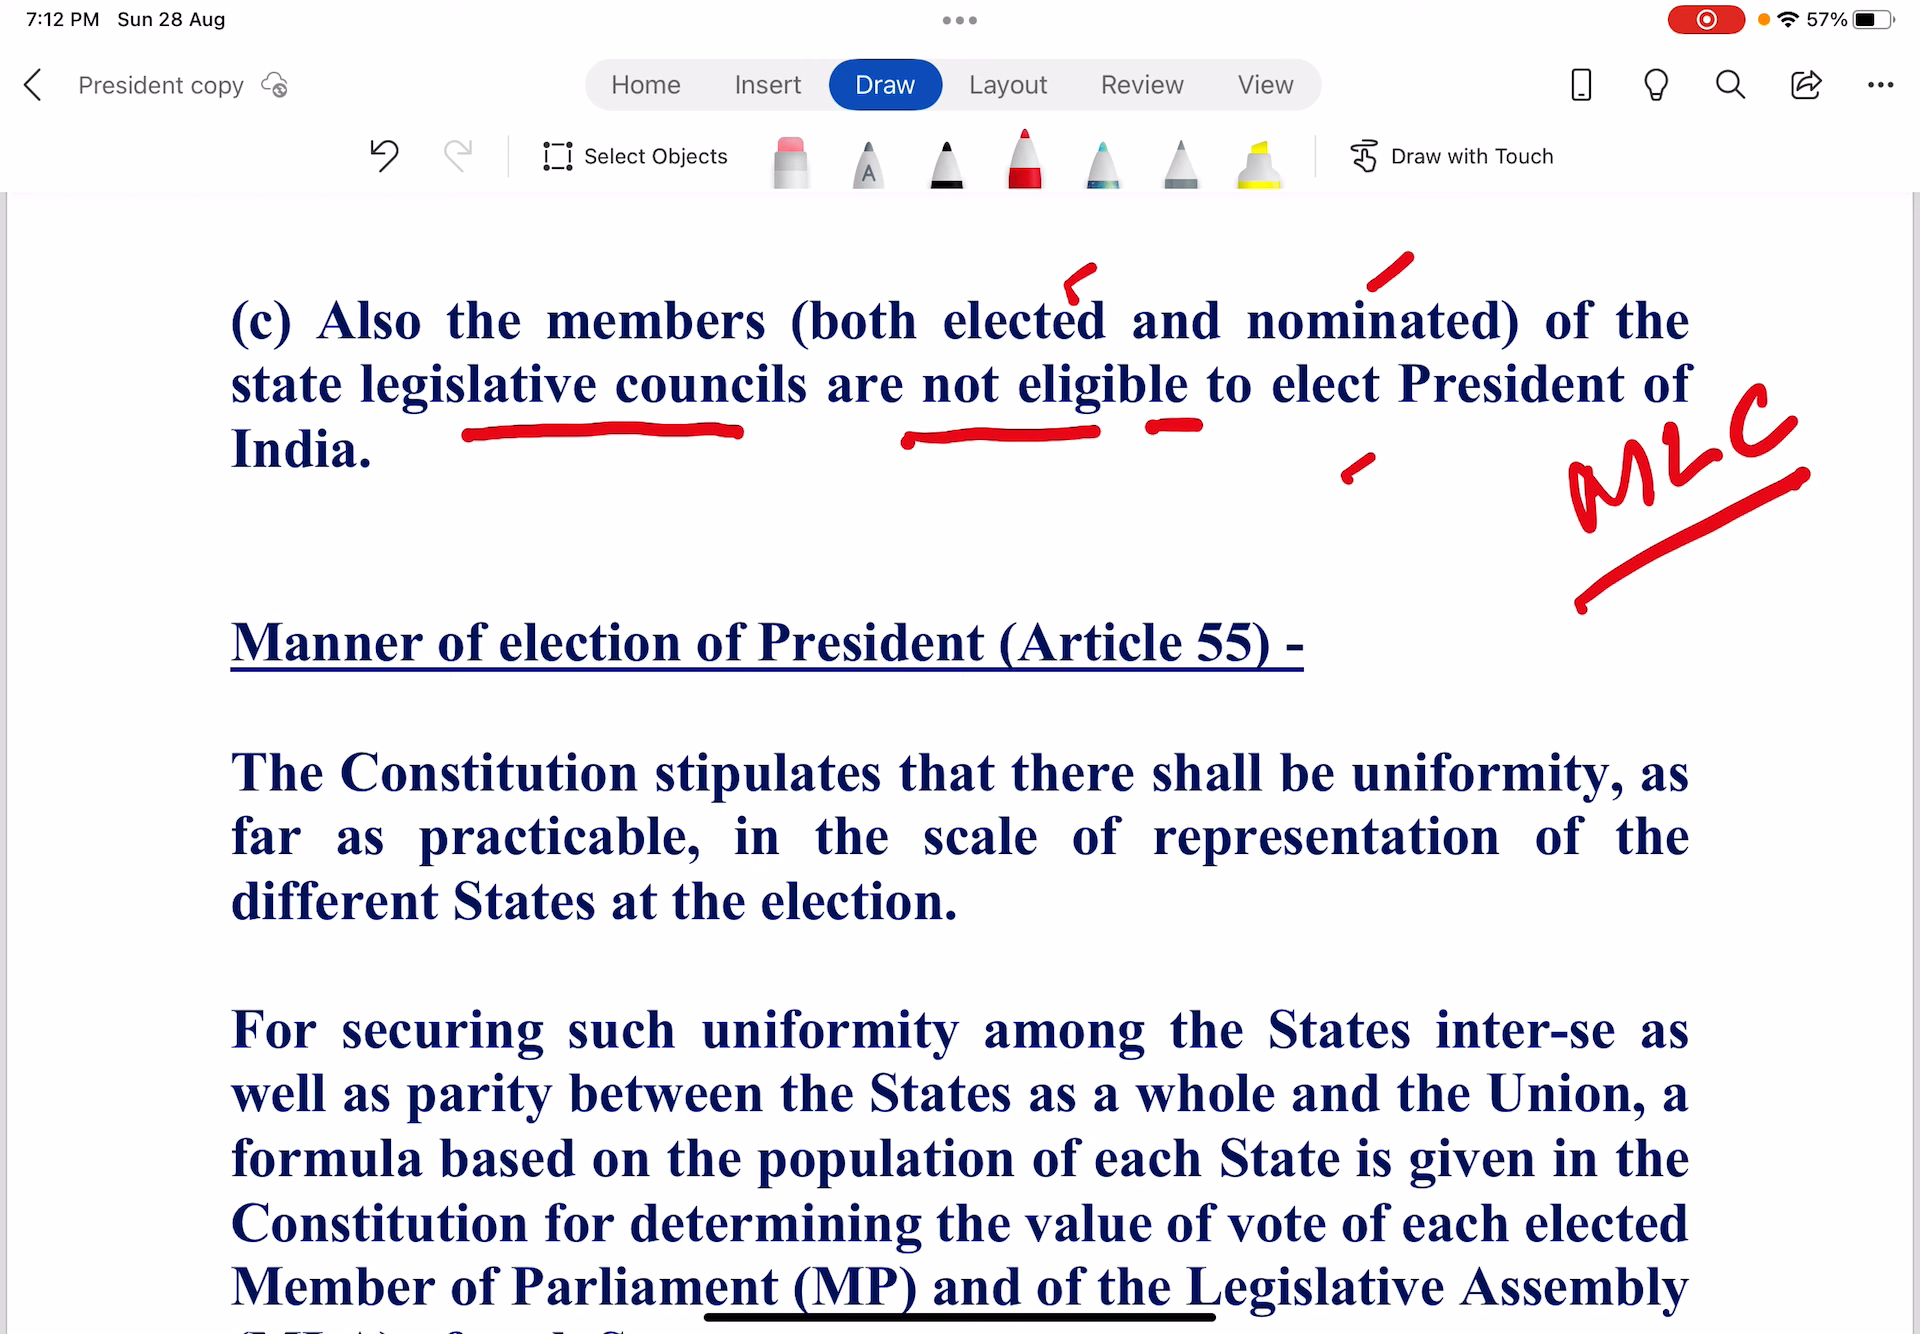 7:12 PM Sun 28 Aug
57%
President copy
Home Insert Draw Layout Review View
Select Objects
A
Draw with Touch
(c) Also the members (both elected and nominated) of the
state legislative councils are not eligible to elect President of
India.
MLC
Manner of election of President (Article 55) -
The Constitution stipulates that there shall be uniformity, as
far as practicable, in the scale of representation of the
different States at the election.
For securing such uniformity among the States inter-se as
well as parity between the States as a whole and the Union, a
formula based on the population of each State is given in the
Constitution for determining the value of vote of each elected
Member of Parliament (MP) and of the Legislative Assembly